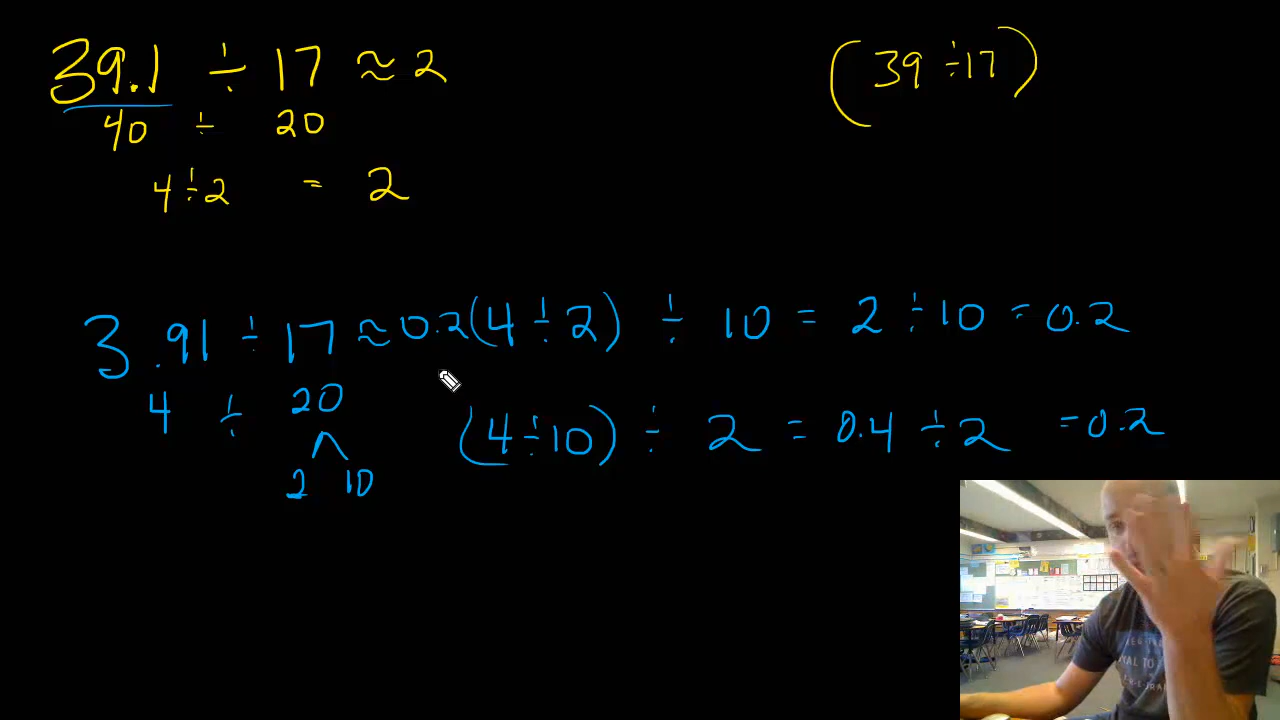 39.1 ÷ 17 ≈ 2
(39 ÷ 17)
40 ÷ 20
4 ÷ 2 = 2
3.91 ÷ 17 ≈ 0.2 (4 ÷ 2) ÷ 10 = 2 ÷ 10 = 0.2
4 ÷ 20
(4 ÷ 10) ÷ 2 = 0.4 ÷ 2 = 0.2
2 10